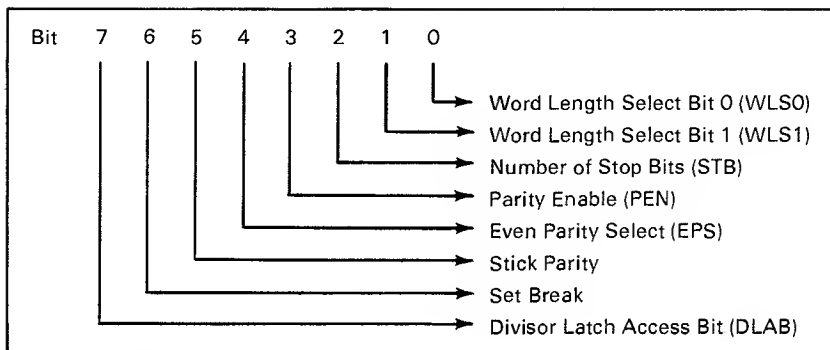 Bit 7 6 5 4 3 2 1 0
Word Length Select Bit 0 (WLS0)
Word Length Select Bit 1 (WLS1)
Number of Stop Bits (STB)
Parity Enable (PEN)
Even Parity Select (EPS)
Stick Parity
Set Break
Divisor Latch Access Bit (DLAB)